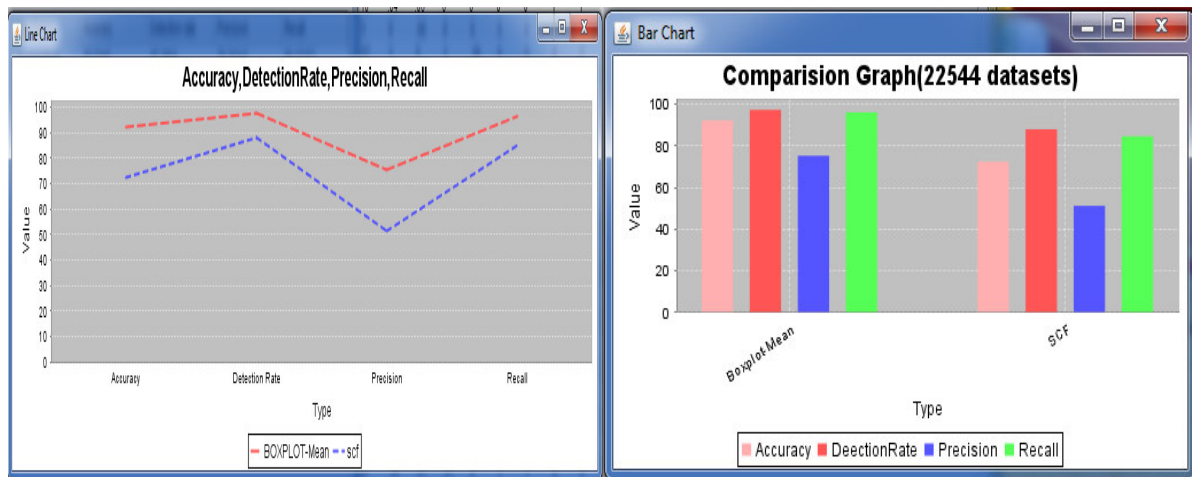 Line Chart
Accuracy,DetectionRate,Precision,Recall
100
90
80
70
60
50
40
30
20
10
0
Value
Accuracy Detection Rate Precision Recall
Type
BOXPLOT-Mean scf
Bar Chart
Comparision Graph(22544 datasets)
100
80
60
40
20
0
Value
Boxplot-Mean SCF
Type
Accuracy DeectionRate Precision Recall